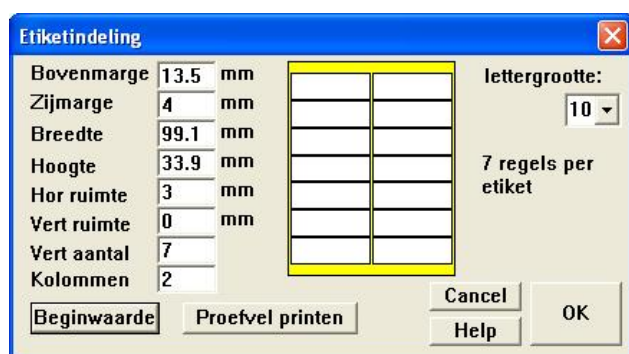 Etiketindeling
Bovenmarge 13.5 mm
Zijmarge 4 mm
Breedte 99.1 mm
Hoogte 33.9 mm
Hor ruimte 3 mm
Vert ruimte 0 mm
Vert aantal 7
Kolommen 2
lettergrootte:
10
7 regels per
etiket
Beginwaarde
Proefvel printen
Cancel
Help
OK